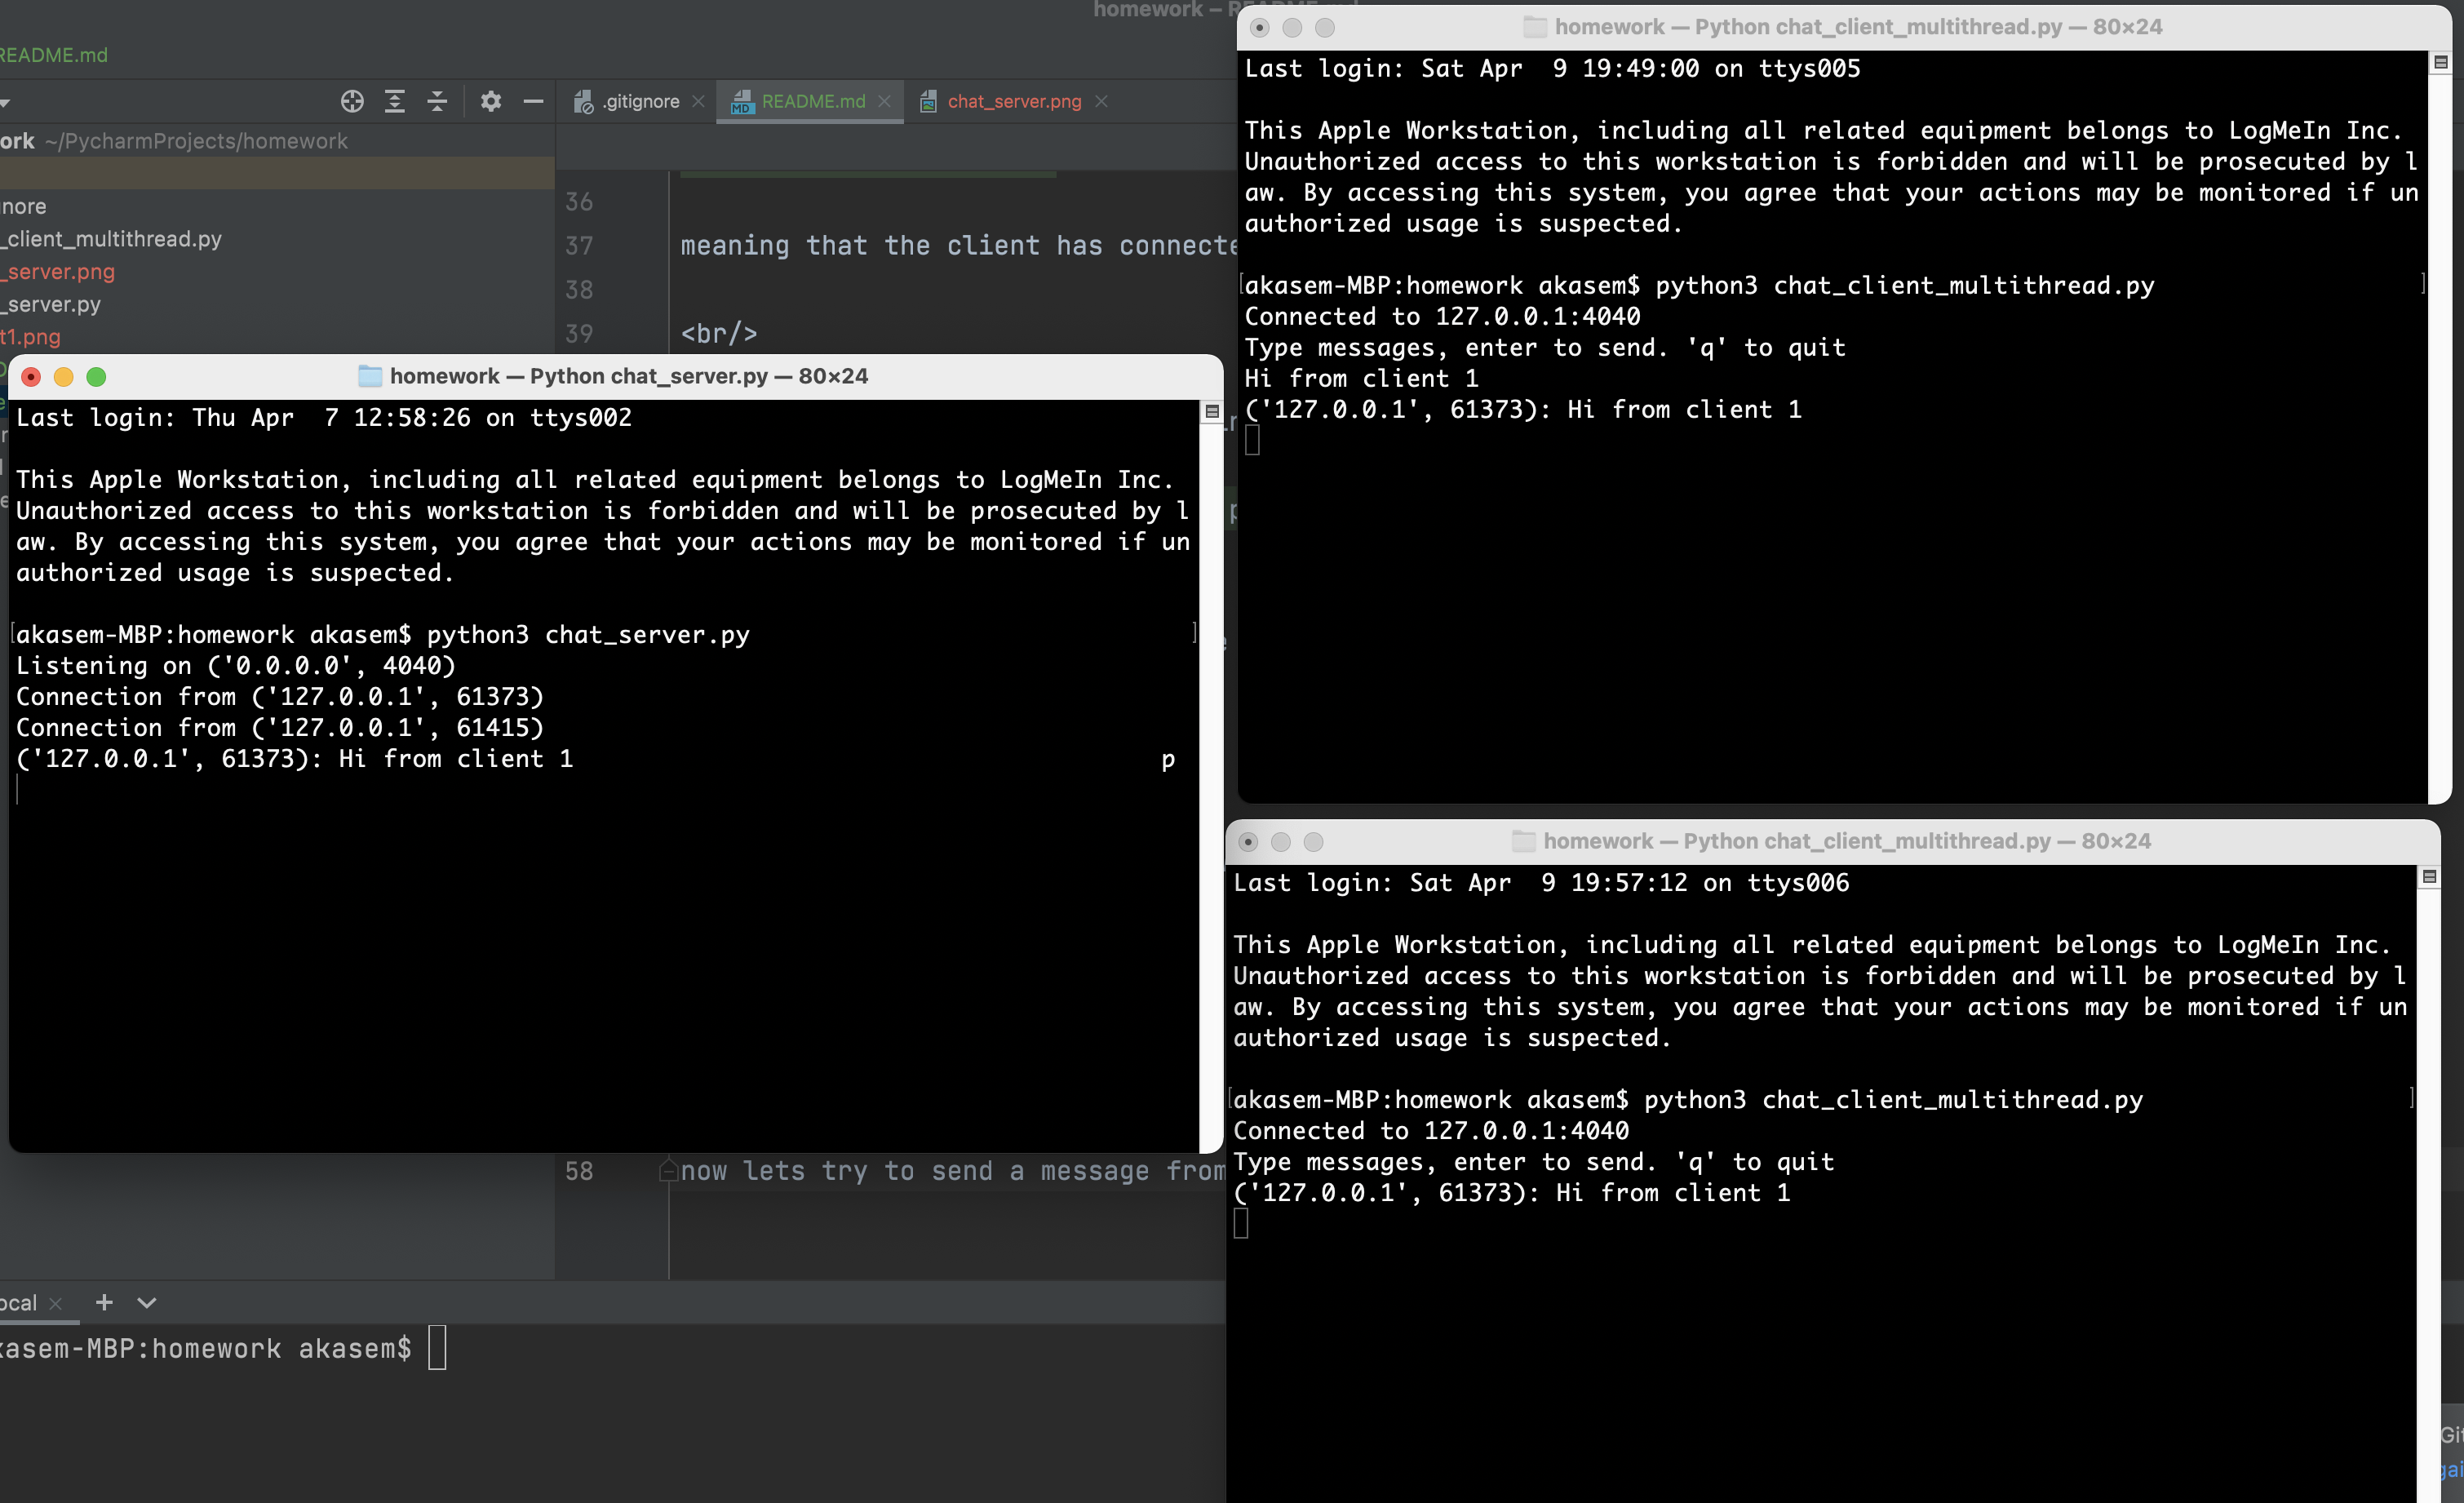 homework – README.md
README.md
.gitignore
README.md
chat_server.png
ork ~/PycharmProjects/homework
nore
_client_multithread.py
_server.png
_server.py
t1.png
36
37 meaning that the client has connecte
38
39 <br/>
58 now lets try to send a message from
ocal
kasem-MBP:homework akasem$
homework — Python chat_server.py — 80×24
Last login: Thu Apr  7 12:58:26 on ttys002
This Apple Workstation, including all related equipment belongs to LogMeIn Inc.
Unauthorized access to this workstation is forbidden and will be prosecuted by l
aw. By accessing this system, you agree that your actions may be monitored if un
authorized usage is suspected.
[akasem-MBP:homework akasem$ python3 chat_server.py ]
Listening on ('0.0.0.0', 4040)
Connection from ('127.0.0.1', 61373)
Connection from ('127.0.0.1', 61415)
('127.0.0.1', 61373): Hi from client 1 p
homework — Python chat_client_multithread.py — 80×24
Last login: Sat Apr  9 19:49:00 on ttys005
This Apple Workstation, including all related equipment belongs to LogMeIn Inc.
Unauthorized access to this workstation is forbidden and will be prosecuted by l
aw. By accessing this system, you agree that your actions may be monitored if un
authorized usage is suspected.
[akasem-MBP:homework akasem$ python3 chat_client_multithread.py ]
Connected to 127.0.0.1:4040
Type messages, enter to send. 'q' to quit
Hi from client 1
('127.0.0.1', 61373): Hi from client 1
homework — Python chat_client_multithread.py — 80×24
Last login: Sat Apr  9 19:57:12 on ttys006
This Apple Workstation, including all related equipment belongs to LogMeIn Inc.
Unauthorized access to this workstation is forbidden and will be prosecuted by l
aw. By accessing this system, you agree that your actions may be monitored if un
authorized usage is suspected.
[akasem-MBP:homework akasem$ python3 chat_client_multithread.py ]
Connected to 127.0.0.1:4040
Type messages, enter to send. 'q' to quit
('127.0.0.1', 61373): Hi from client 1
Git
gai